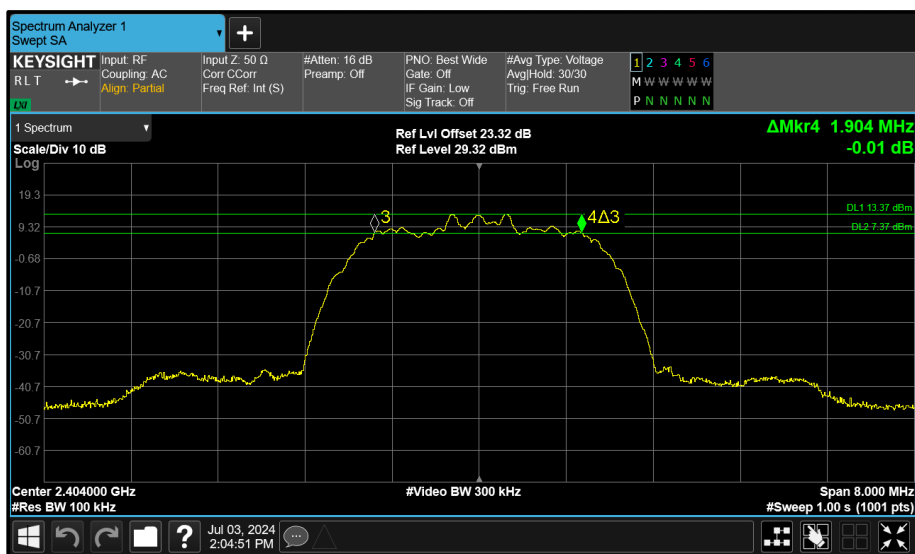 Spectrum Analyzer 1
Swept SA
KEYSIGHT
RLT
LXI
Input: RF
Coupling: AC
Align: Partial
Input Z: 50 Ω
Corr CCorr
Freq Ref: Int (S)
#Atten: 16 dB
Preamp: Off
PNO: Best Wide
Gate: Off
IF Gain: Low
Sig Track: Off
#Avg Type: Voltage
Avg|Hold: 30/30
Trig: Free Run
1 2 3 4 5 6
M W W W W W
P N N N N N
1 Spectrum
Scale/Div 10 dB
Log
Ref Lvl Offset 23.32 dB
Ref Level 29.32 dBm
ΔMkr4 1.904 MHz
-0.01 dB
19.3
DL1 13.37 dBm
3
4Δ3
9.32
DL2 7.37 dBm
-0.68
-10.7
-20.7
-30.7
-40.7
-50.7
-60.7
Center 2.404000 GHz
#Video BW 300 kHz
Span 8.000 MHz
#Res BW 100 kHz
#Sweep 1.00 s (1001 pts)
?
Jul 03, 2024
2:04:51 PM